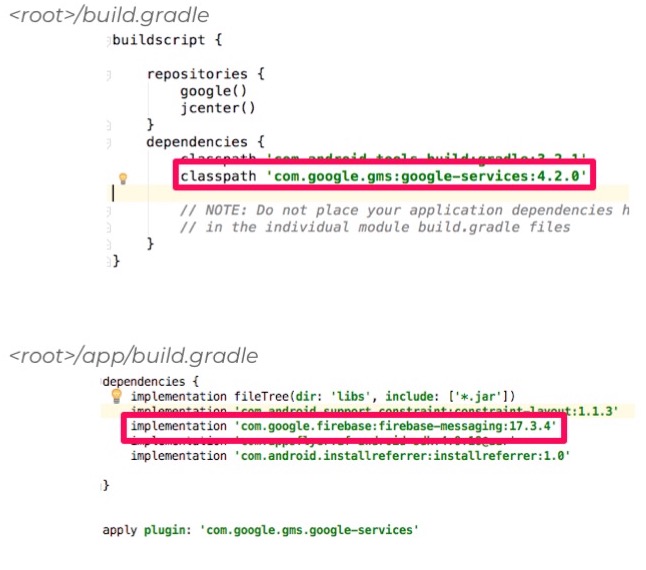 <root>/build.gradle
buildscript {
repositories {
google()
jcenter()
}
dependencies {
classpath 'com.android.tools.build:gradle:3.2.1'
classpath 'com.google.gms:google-services:4.2.0'
// NOTE: Do not place your application dependencies h
// in the individual module build.gradle files
}
}
<root>/app/build.gradle
dependencies {
implementation fileTree(dir: 'libs', include: ['*.jar'])
implementation 'com.android.support.constraint:constraint-layout:1.1.3'
implementation 'com.google.firebase:firebase-messaging:17.3.4'
implementation
implementation 'com.android.installreferrer:installreferrer:1.0'
}
apply plugin: 'com.google.gms.google-services'